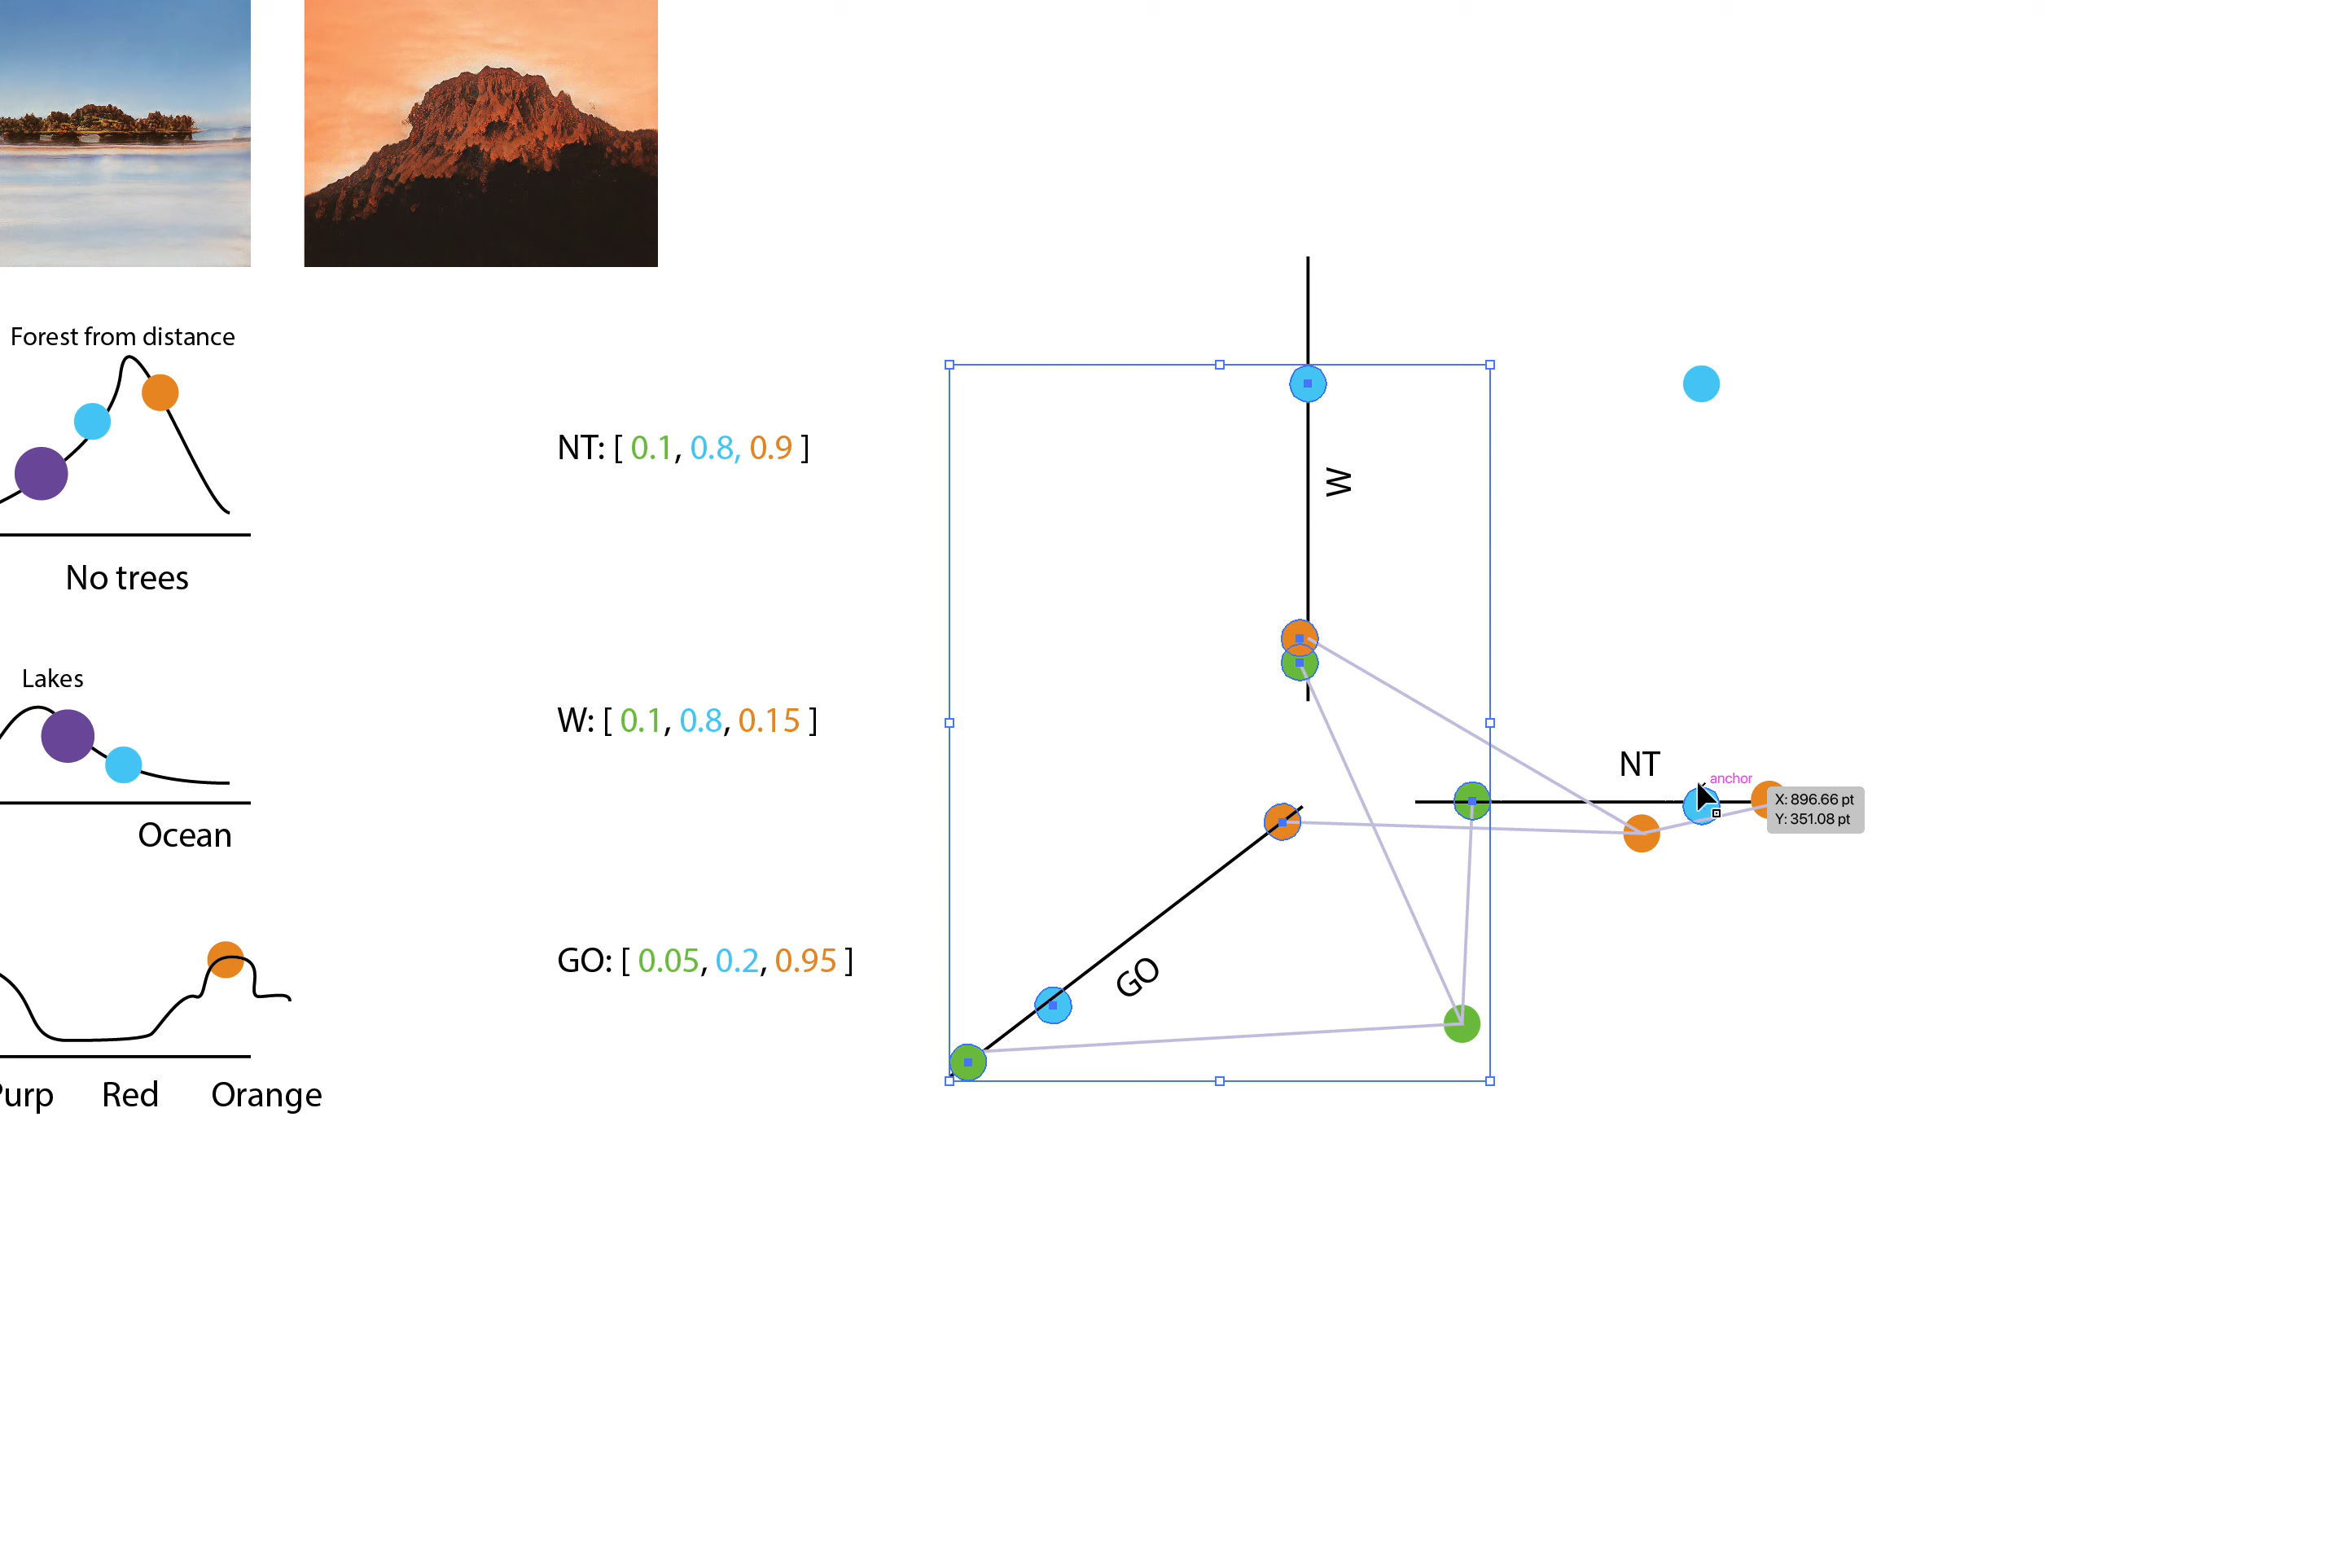 Forest from distance
No trees
Lakes
Ocean
Red
Orange
NT: [ 0.1, 0.8, 0.9 ]
W: [ 0.1, 0.8, 0.15 ]
GO: [ 0.05, 0.2, 0.95 ]
W
NT
anchor
X: 896.66 pt
Y: 351.08 pt
GO